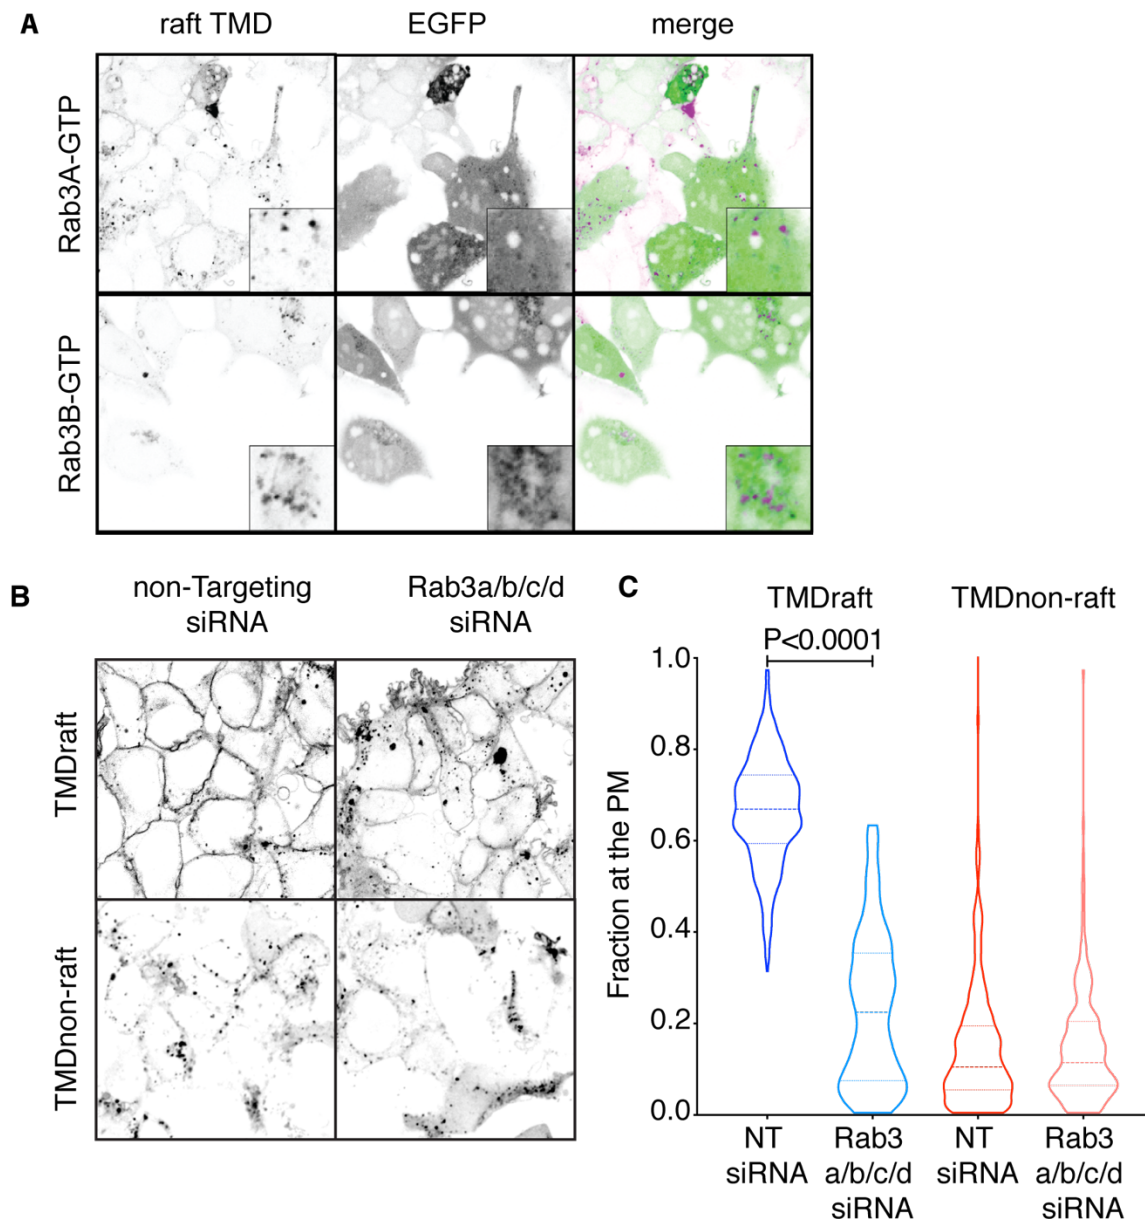 A
raft TMD
EGFP
merge
Rab3A-GTP
Rab3B-GTP
B
non-Targeting
siRNA
Rab3a/b/c/d
siRNA
TMDraft
TMDnon-raft
C
TMDraft
TMDnon-raft
P<0.0001
Fraction at the PM
1.0
0.8
0.6
0.4
0.2
0.0
NT
siRNA
Rab3
a/b/c/d
siRNA
NT
siRNA
Rab3
a/b/c/d
siRNA